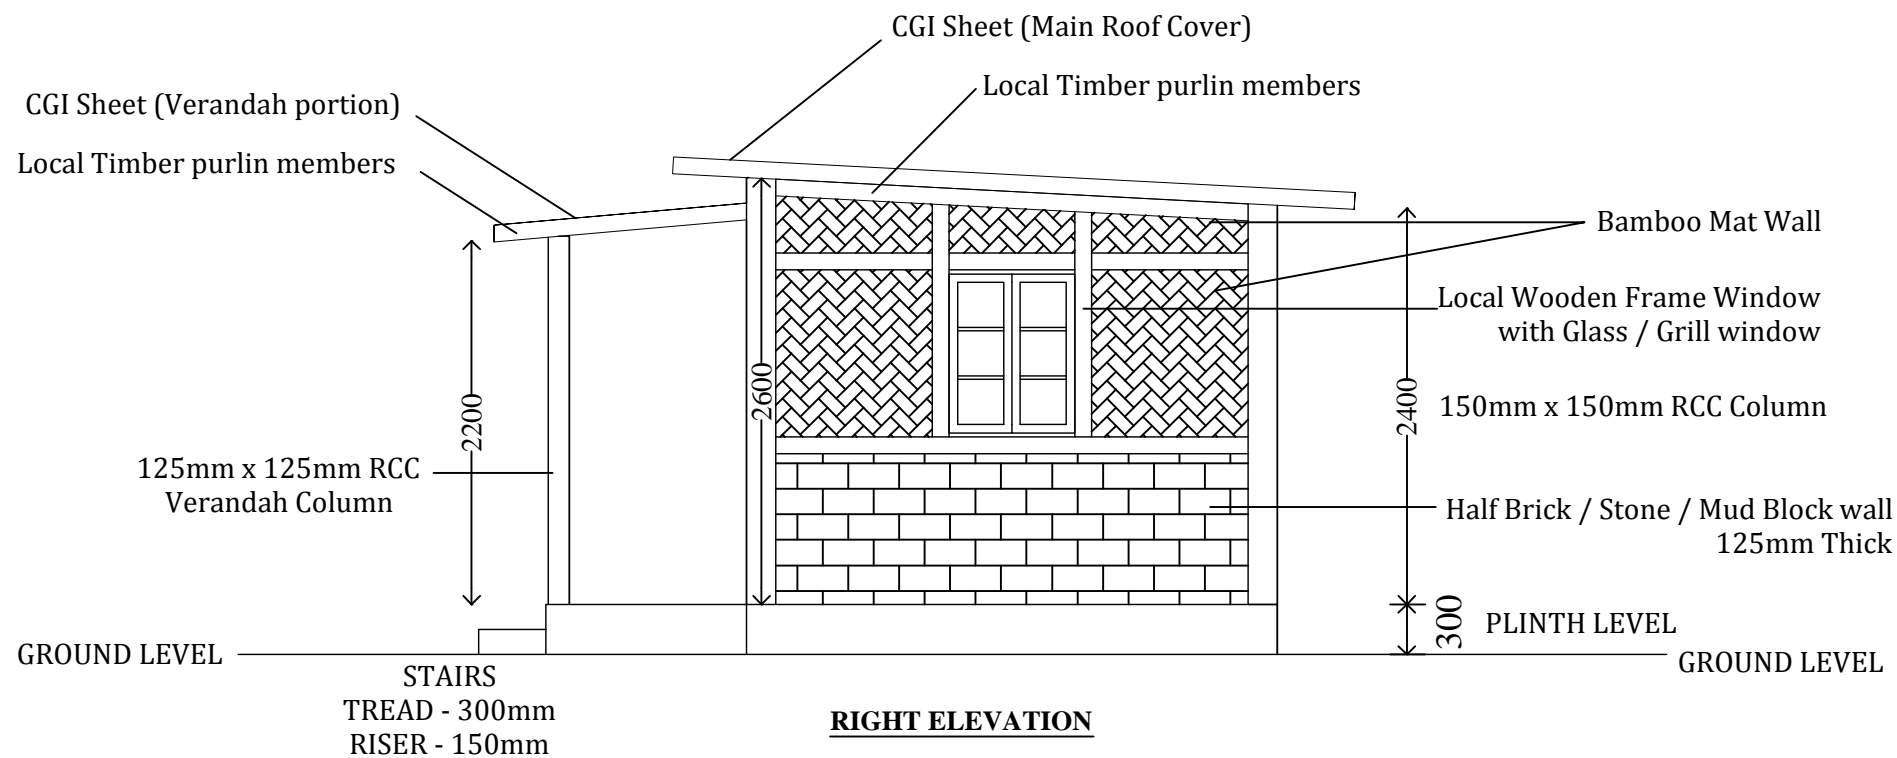 CGI Sheet (Main Roof Cover)
Local Timber purlin members
CGI Sheet (Verandah portion)
Local Timber purlin members
Bamboo Mat Wall
Local Wooden Frame Window
with Glass / Grill window
2200
2600
2400
150mm x 150mm RCC Column
125mm x 125mm RCC
Verandah Column
Half Brick / Stone / Mud Block wall
125mm Thick
300
PLINTH LEVEL
GROUND LEVEL
GROUND LEVEL
STAIRS
TREAD - 300mm
RISER - 150mm
RIGHT ELEVATION